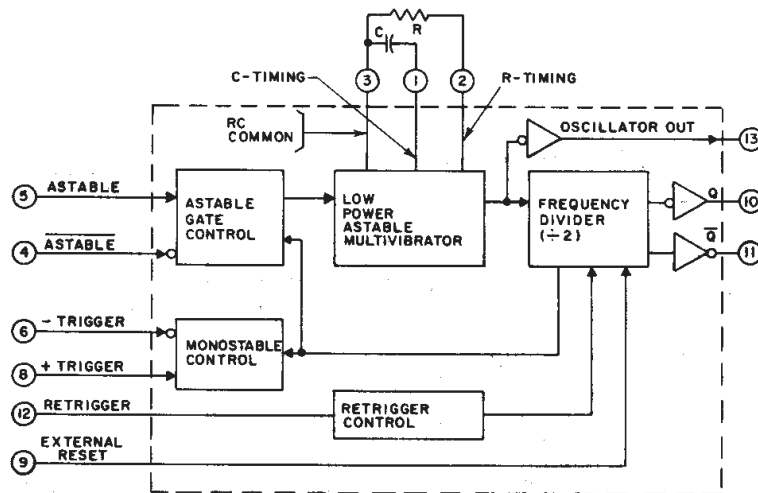 R
C
3
1
2
C-TIMING
R-TIMING
RC
COMMON
OSCILLATOR OUT
13
5
ASTABLE
ASTABLE
GATE
CONTROL
LOW
POWER
ASTABLE
MULTIVIBRATOR
FREQUENCY
DIVIDER
(÷2)
Q
10
4
ASTABLE
Q
11
6
- TRIGGER
MONOSTABLE
CONTROL
8
+ TRIGGER
12
RETRIGGER
RETRIGGER
CONTROL
EXTERNAL
RESET
9